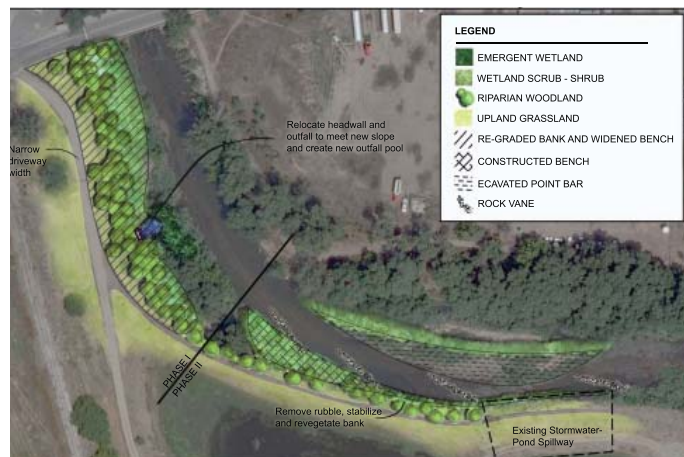 LEGEND
EMERGENT WETLAND
WETLAND SCRUB - SHRUB
RIPARIAN WOODLAND
UPLAND GRASSLAND
RE-GRADED BANK AND WIDENED BENCH
CONSTRUCTED BENCH
ECAVATED POINT BAR
ROCK VANE
Relocate headwall and
outfall to meet new slope
and create new outfall pool
Narrow
driveway
width
PHASE I
PHASE II
Remove rubble, stabilize
and revegetate bank
Existing Stormwater-
Pond Spillway